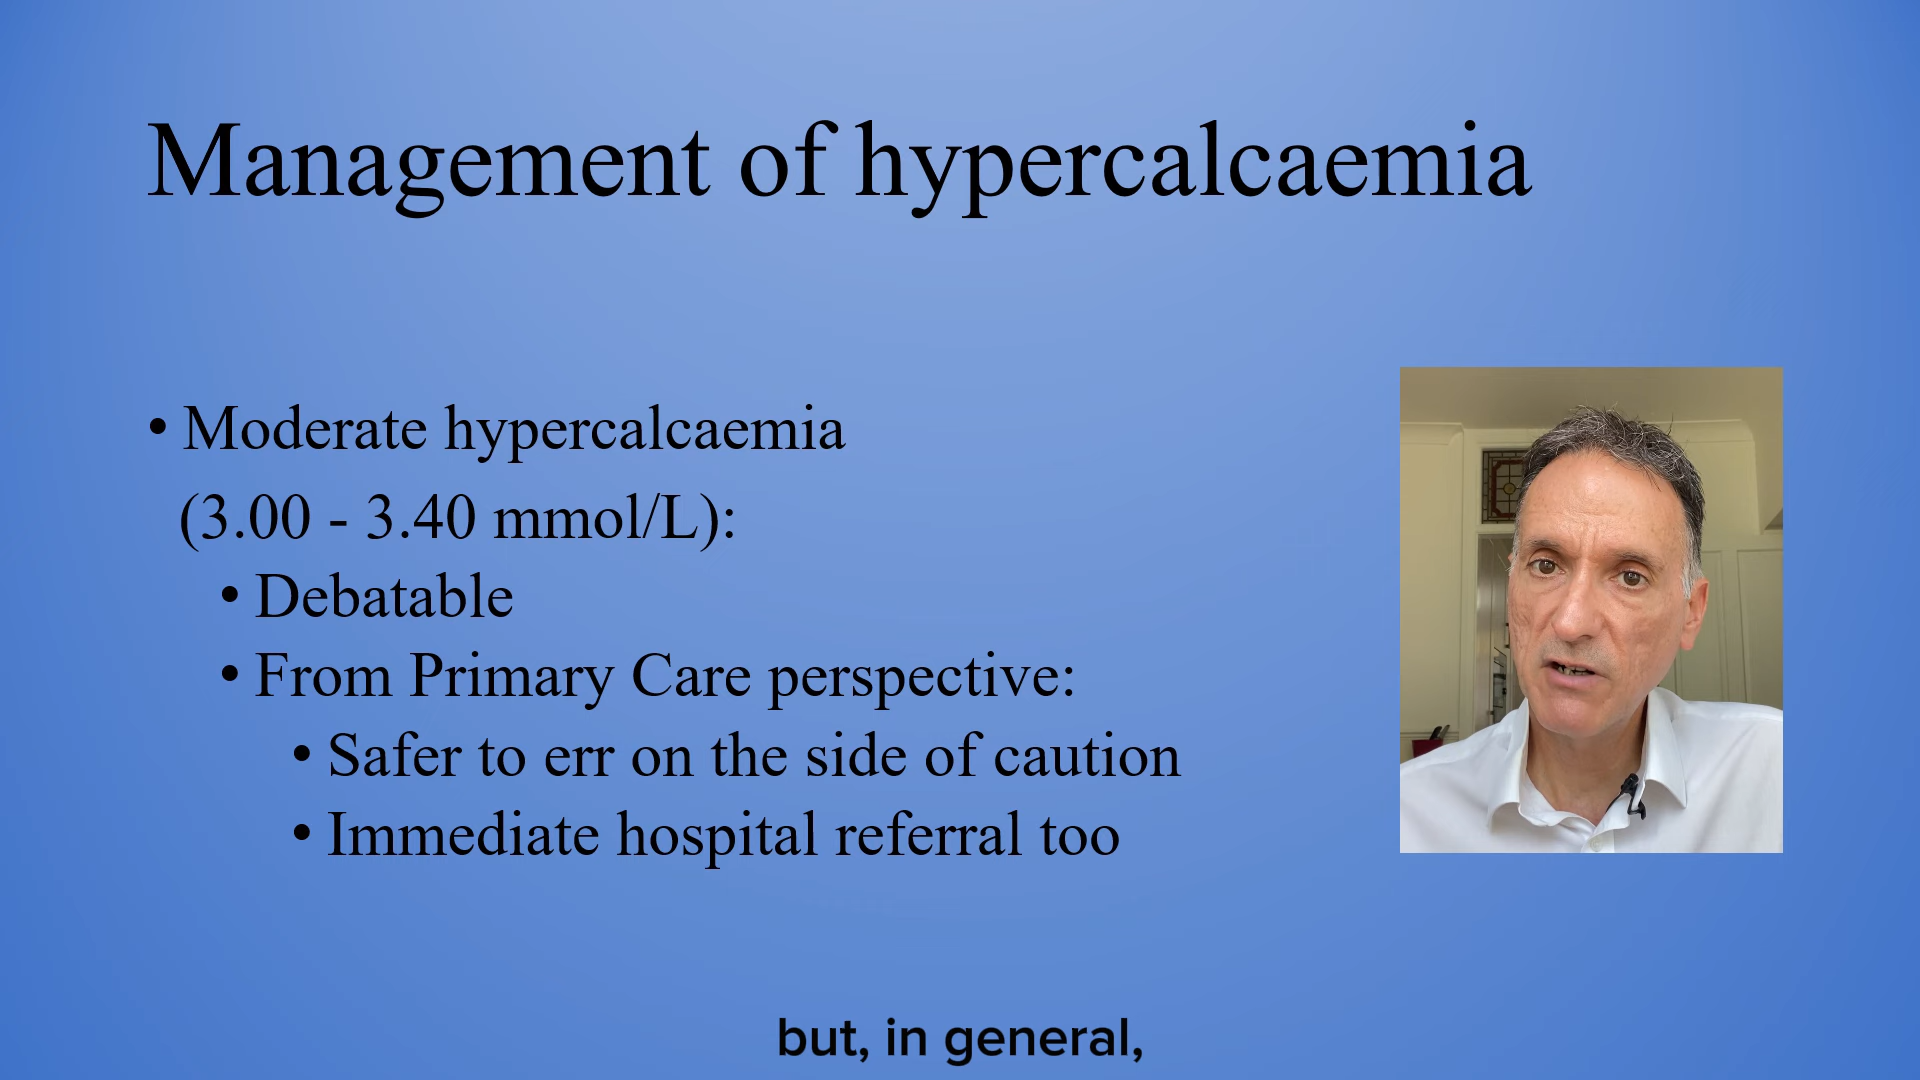 Management of hypercalcaemia
• Moderate hypercalcaemia
(3.00 - 3.40 mmol/L):
• Debatable
• From Primary Care perspective:
• Safer to err on the side of caution
• Immediate hospital referral too
but, in general,